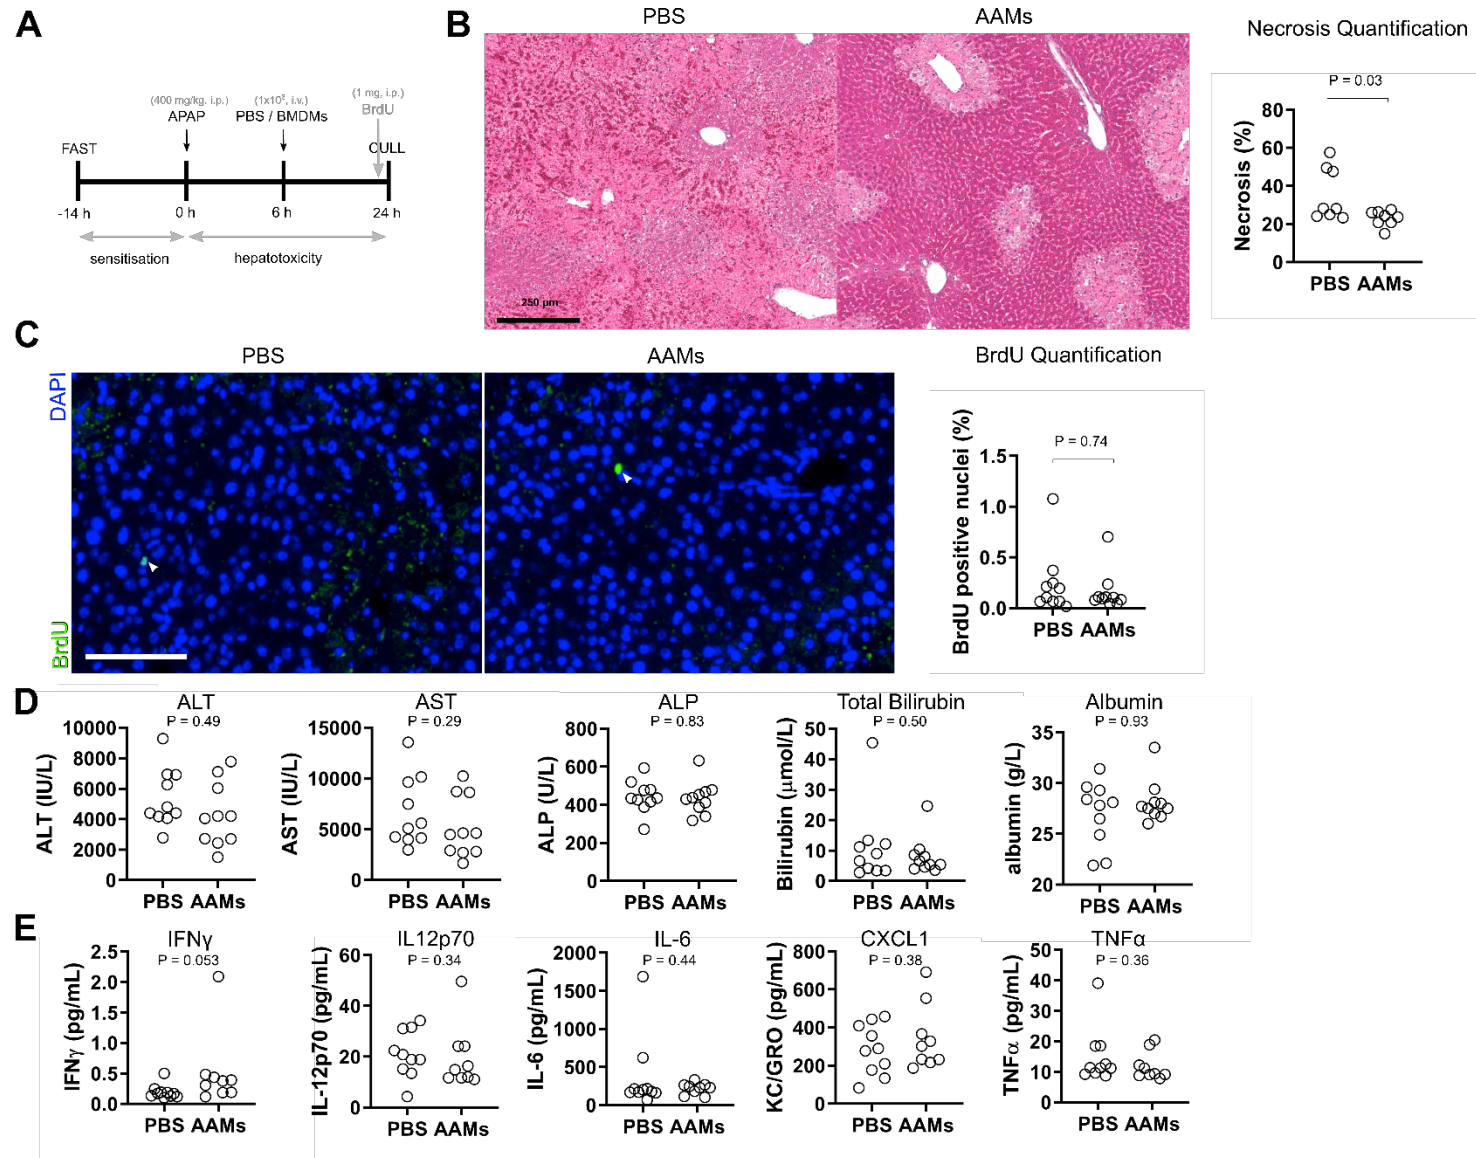 A
(400 mg/kg. i.p.)
APAP
(1x10⁶, i.v.)
PBS / BMDMs
(1 mg, i.p.)
BrdU
FAST
CULL
-14 h
0 h
6 h
24 h
sensitisation
hepatotoxicity
B
PBS
AAMs
250 µm
Necrosis Quantification
P = 0.03
Necrosis (%)
80
60
40
20
0
PBS AAMs
C
PBS
AAMs
DAPI
BrdU
BrdU Quantification
P = 0.74
BrdU positive nuclei (%)
1.5
1.0
0.5
0.0
PBS AAMs
D
ALT
P = 0.49
ALT (IU/L)
10000
8000
6000
4000
2000
0
PBS AAMs
AST
P = 0.29
AST (IU/L)
15000
10000
5000
0
PBS AAMs
ALP
P = 0.83
ALP (U/L)
800
600
400
200
0
PBS AAMs
Total Bilirubin
P = 0.50
Bilirubin (µmol/L)
50
40
30
20
10
0
PBS AAMs
Albumin
P = 0.93
albumin (g/L)
35
30
25
20
PBS AAMs
E
IFNγ
P = 0.053
IFNγ (pg/mL)
2.5
2.0
1.5
1.0
0.5
0.0
PBS AAMs
IL12p70
P = 0.34
IL-12p70 (pg/mL)
60
40
20
0
PBS AAMs
IL-6
P = 0.44
IL-6 (pg/mL)
2000
1500
1000
500
0
PBS AAMs
CXCL1
P = 0.38
KC/GRO (pg/mL)
800
600
400
200
0
PBS AAMs
TNFα
P = 0.36
TNFα (pg/mL)
50
40
30
20
10
0
PBS AAMs